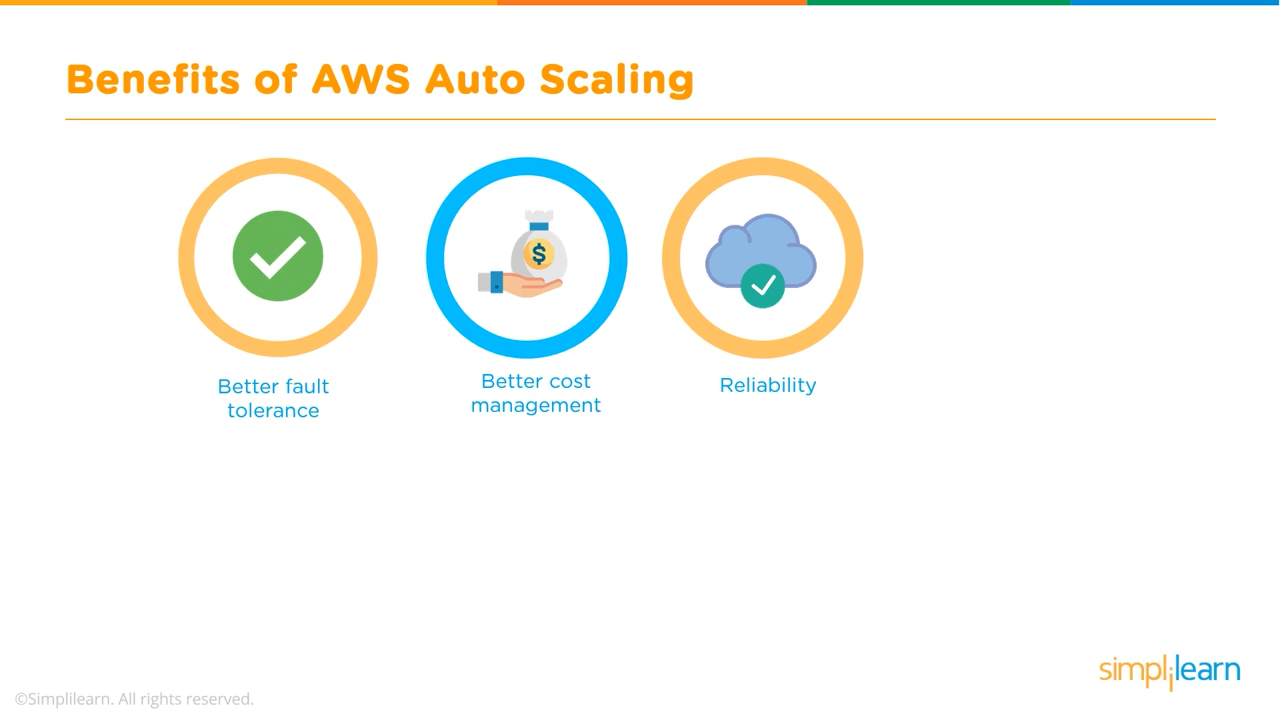 Benefits of AWS Auto Scaling
$
Better fault
tolerance
Better cost
management
Reliability
simplilearn
©Simplilearn. All rights reserved.